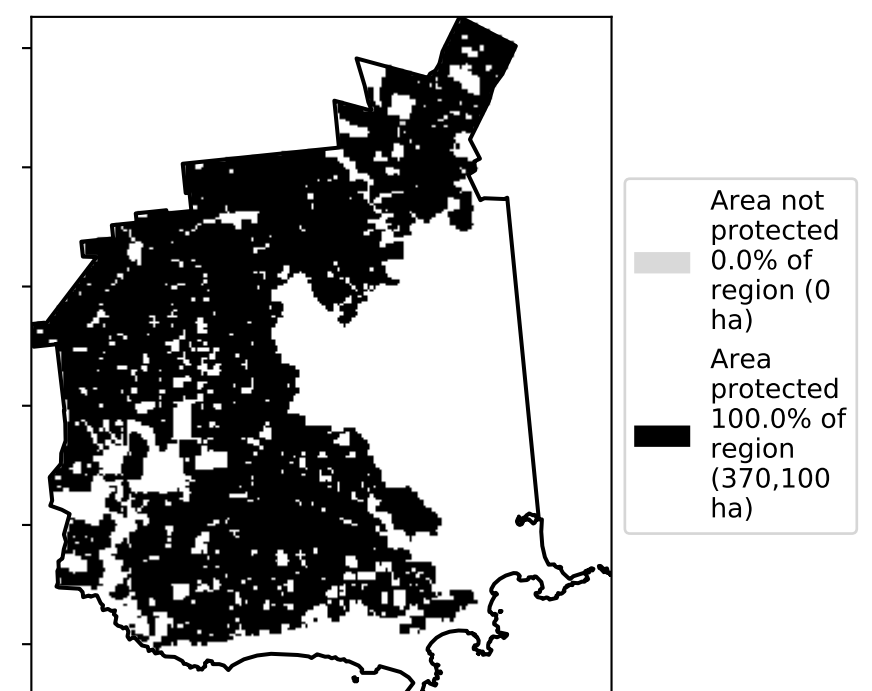 Area not
protected
0.0% of
region (0
ha)
Area
protected
100.0% of
region
(370,100
ha)